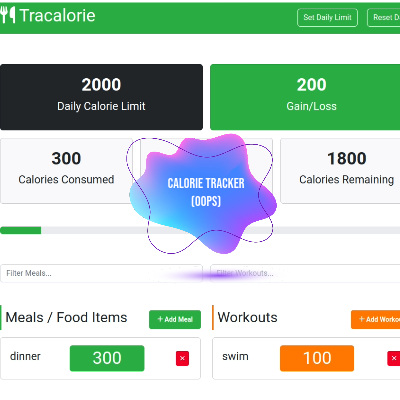 Tracalorie
Set Daily Limit
Reset D
2000
Daily Calorie Limit
200
Gain/Loss
300
Calories Consumed
CALORIE TRACKER
(OOPS)
1800
Calories Remaining
Filter Meals...
Filter Workouts...
Meals / Food Items
+ Add Meal
Workouts
+ Add Workou
dinner
300
swim
100